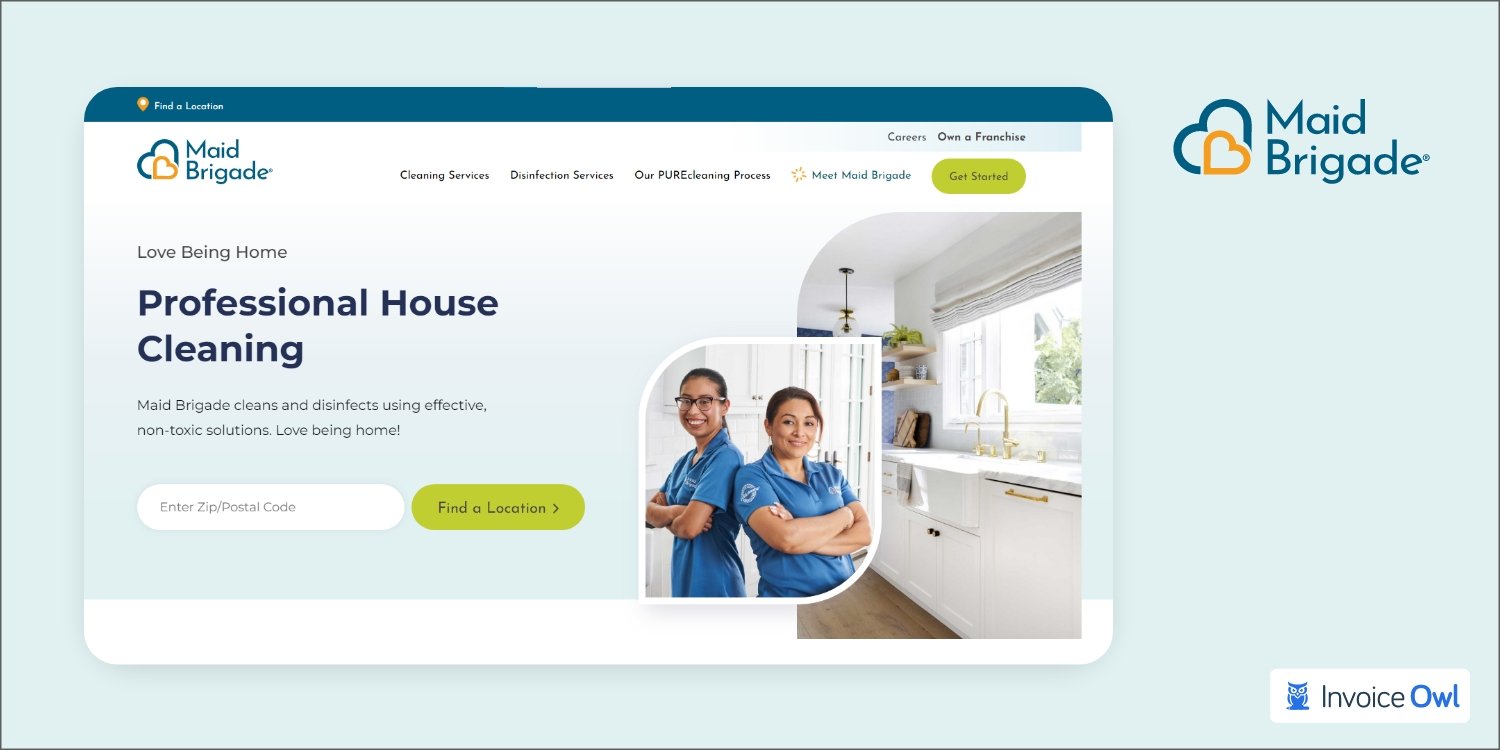 Find a Location
Maid
Brigade®
Careers Own a Franchise
Cleaning Services Disinfection Services Our PUREcleaning Process Meet Maid Brigade Get Started
Love Being Home
Professional House
Cleaning
Maid Brigade cleans and disinfects using effective,
non-toxic solutions. Love being home!
Enter Zip/Postal Code
Find a Location >
Maid
Brigade®
Invoice Owl